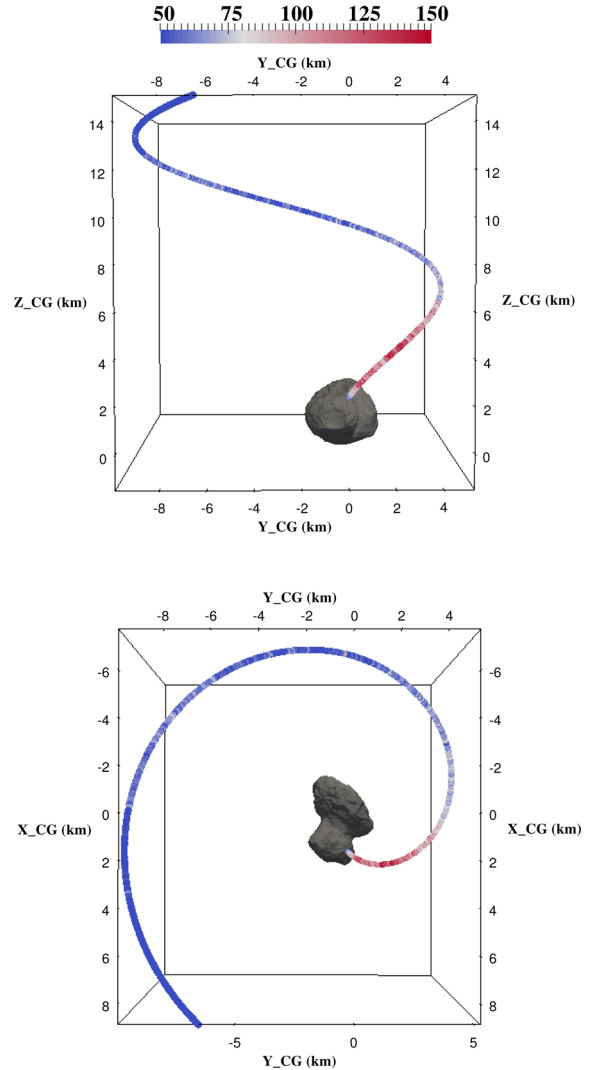 50 75 100 125 150
Y_CG (km)
-8 -6 -4 -2 0 2 4
14 14
12 12
10 10
8 8
Z_CG (km) Z_CG (km)
6 6
4 4
2 2
0 0
-8 -6 -4 -2 0 2 4
Y_CG (km)
Y_CG (km)
-8 -6 -4 -2 0 2 4
-6 -6
-4 -4
-2 -2
0 0
X_CG (km) X_CG (km)
2 2
4 4
6 6
8 8
-5 0 5
Y_CG (km)